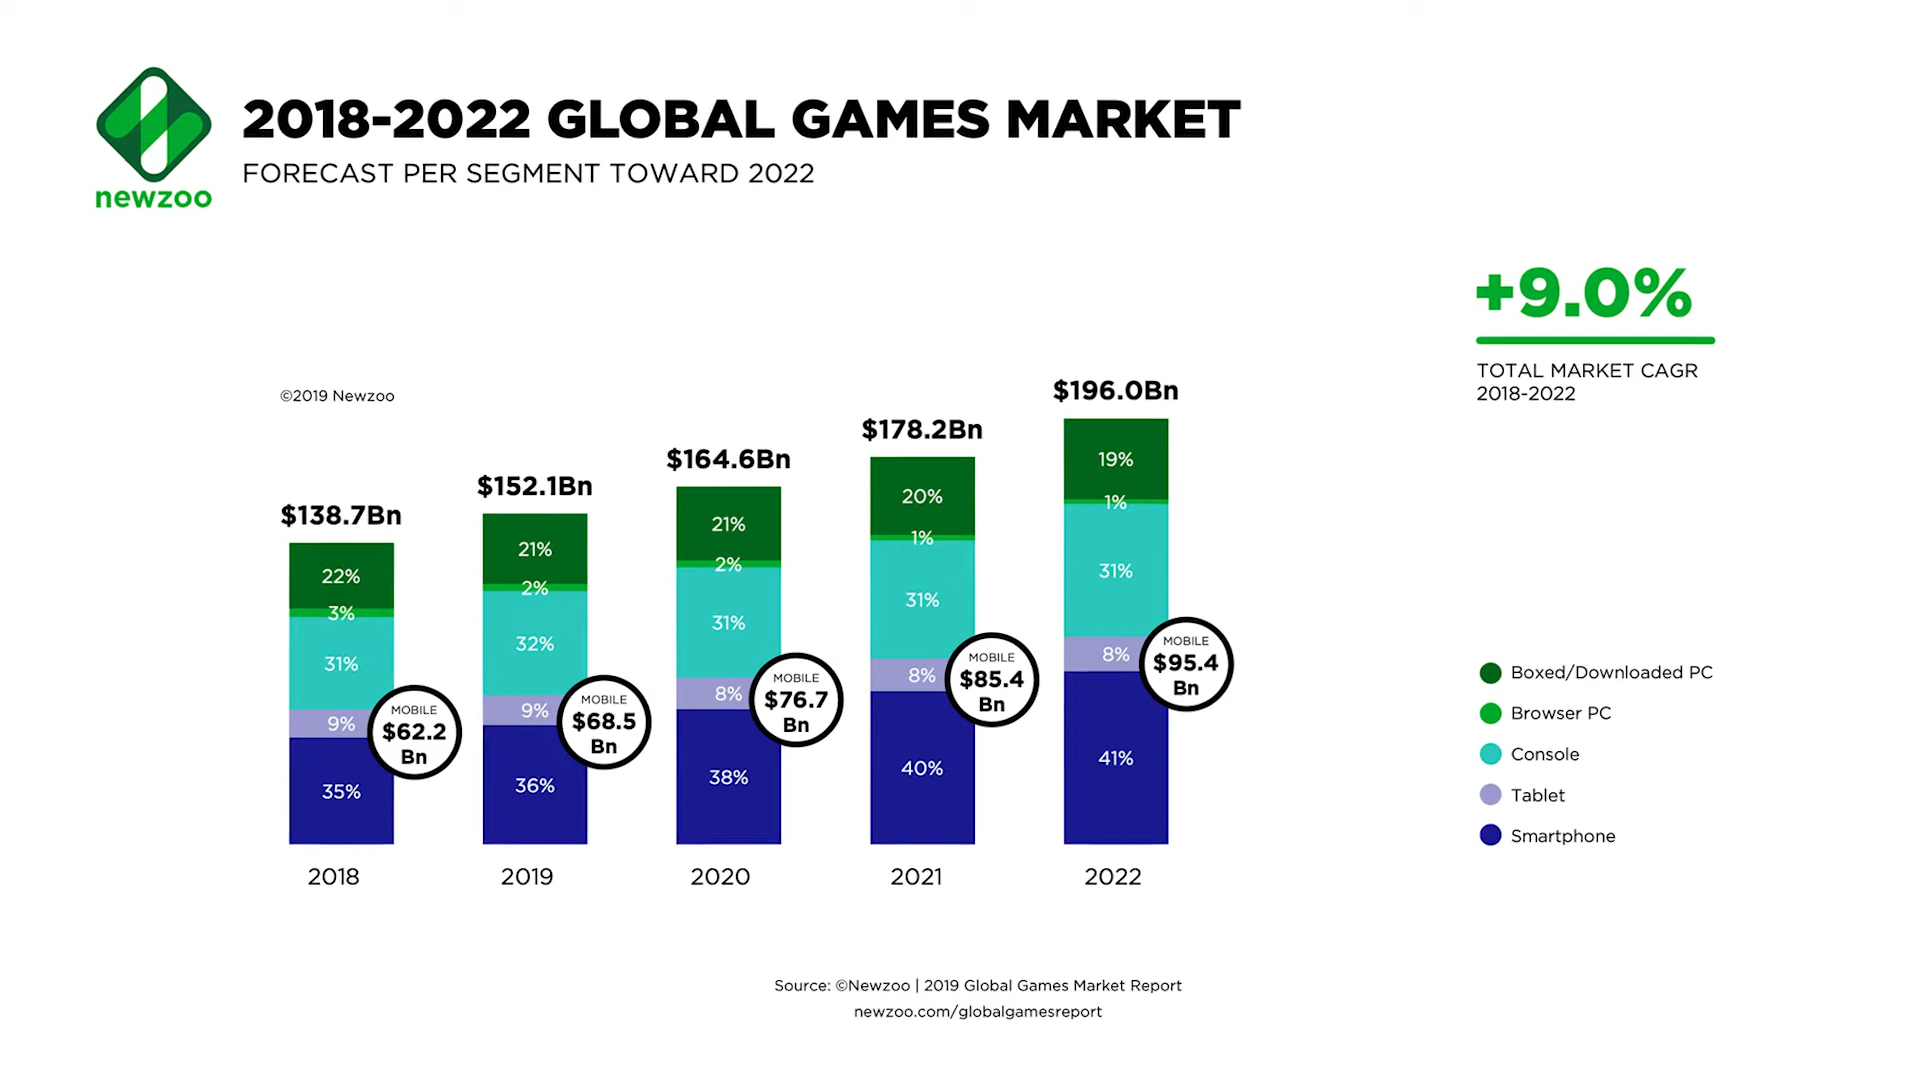 2018-2022 GLOBAL GAMES MARKET
FORECAST PER SEGMENT TOWARD 2022
newzoo
+9.0%
TOTAL MARKET CAGR
2018-2022
©2019 Newzoo
$138.7Bn
22%
3%
31%
9%
35%
MOBILE
$62.2
Bn
2018
$152.1Bn
21%
2%
32%
9%
36%
MOBILE
$68.5
Bn
2019
$164.6Bn
21%
2%
31%
8%
38%
MOBILE
$76.7
Bn
2020
$178.2Bn
20%
1%
31%
8%
40%
MOBILE
$85.4
Bn
2021
$196.0Bn
19%
1%
31%
8%
41%
MOBILE
$95.4
Bn
2022
Boxed/Downloaded PC
Browser PC
Console
Tablet
Smartphone
Source: ©Newzoo | 2019 Global Games Market Report
newzoo.com/globalgamesreport